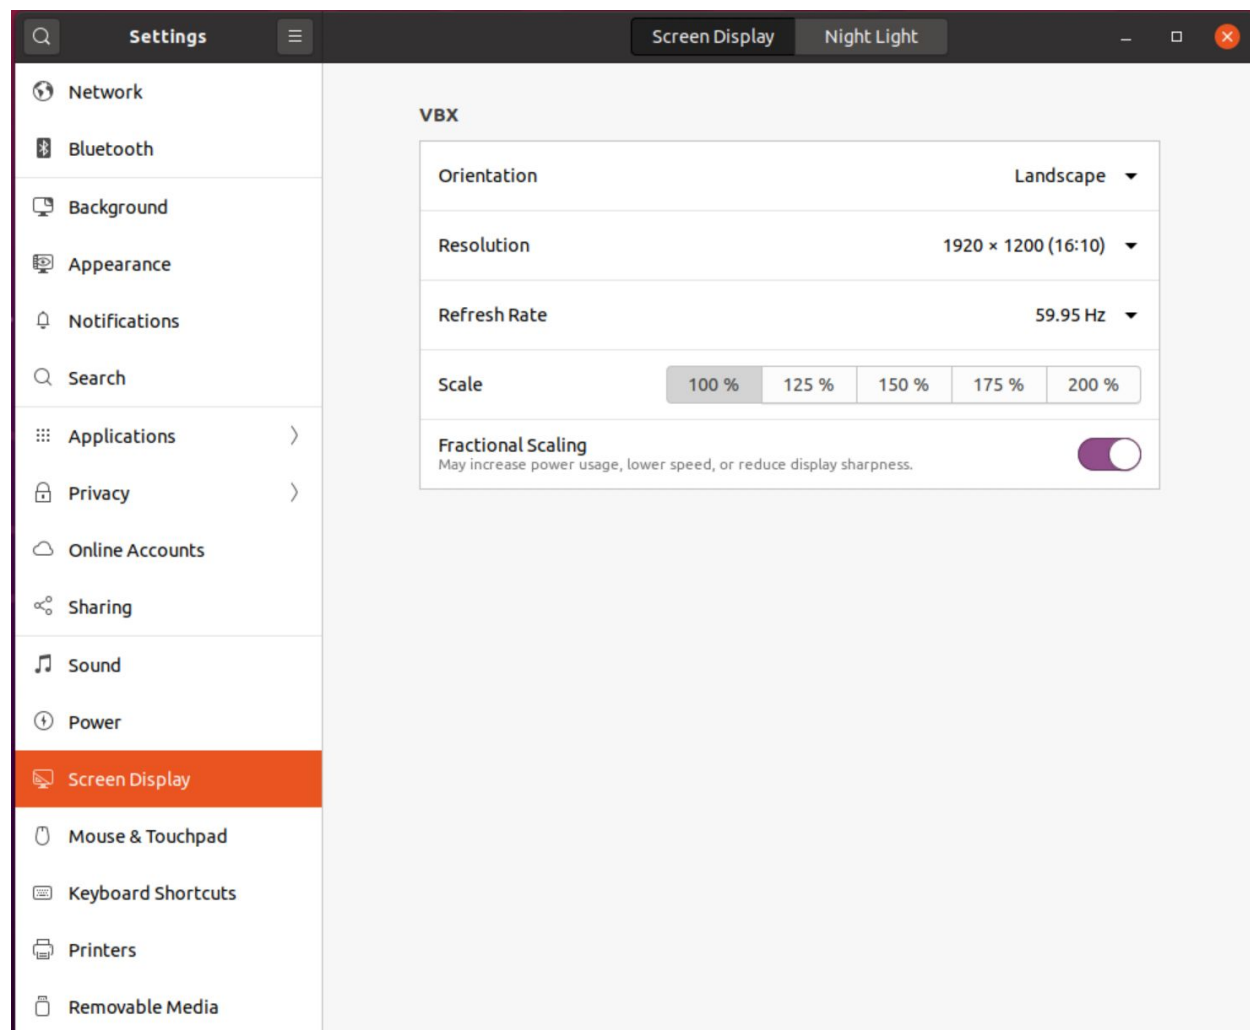 Settings
Screen Display
Night Light
Network
Bluetooth
Background
Appearance
Notifications
Search
Applications
Privacy
Online Accounts
Sharing
Sound
Power
Screen Display
Mouse & Touchpad
Keyboard Shortcuts
Printers
Removable Media
VBX
Orientation Landscape
Resolution 1920 × 1200 (16:10)
Refresh Rate 59.95 Hz
Scale 100 % 125 % 150 % 175 % 200 %
Fractional Scaling
May increase power usage, lower speed, or reduce display sharpness.